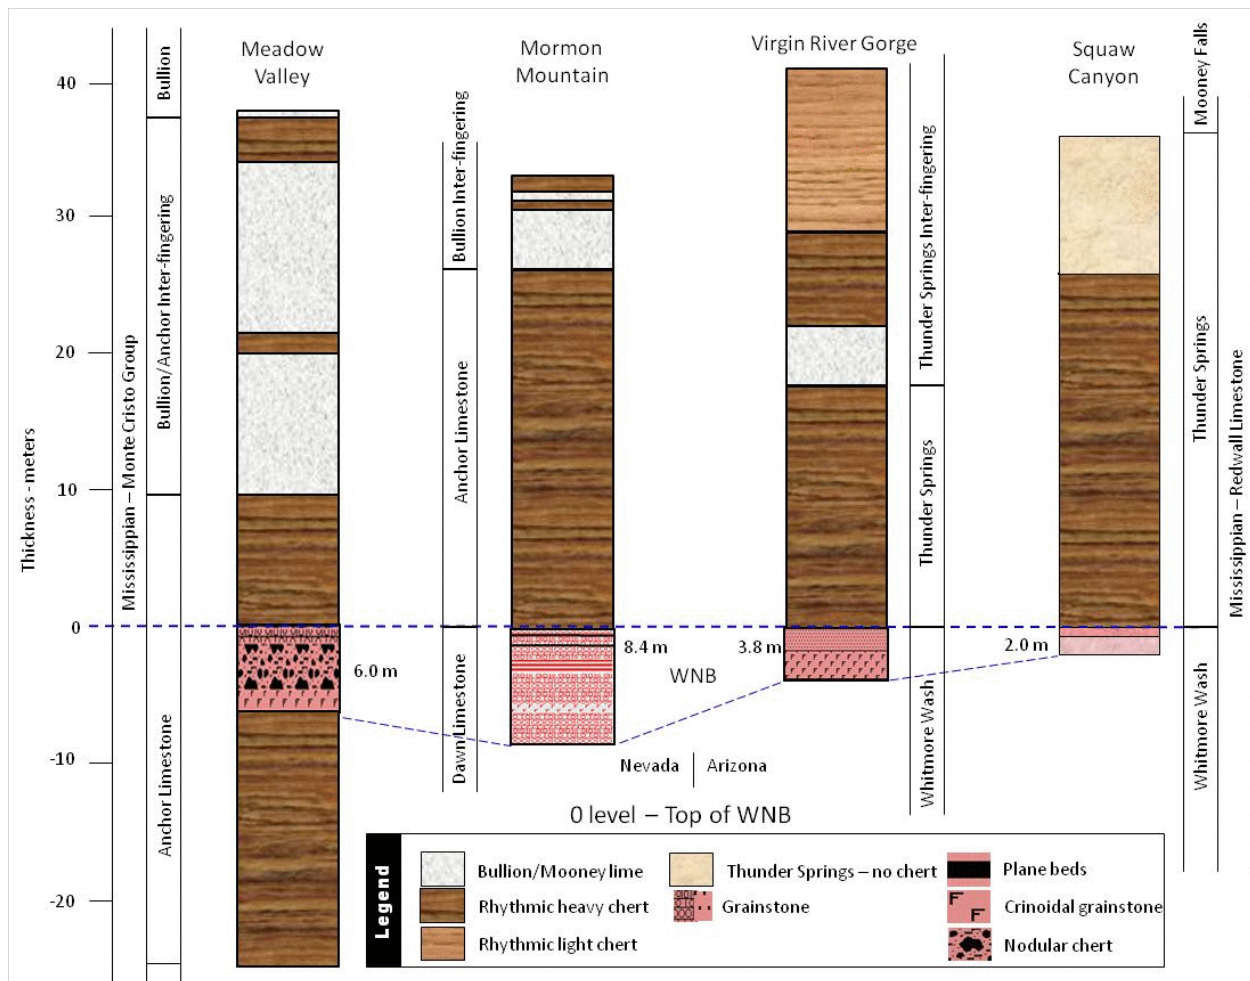 Meadow
Valley
Mormon
Mountain
Virgin River Gorge
Squaw
Canyon
Thickness - meters
40
30
20
10
0
-10
-20
Mississippian – Monte Cristo Group
Bullion
Bullion/Anchor Inter-fingering
Anchor Limestone
Bullion Inter-fingering
Anchor Limestone
Dawn Limestone
Thunder Springs Inter-fingering
Thunder Springs
Whitmore Wash
Mooney Falls
Thunder Springs
Whitmore Wash
Mississippian – Redwall Limestone
6.0 m
8.4 m
3.8 m
2.0 m
WNB
Nevada
Arizona
0 level – Top of WNB
Legend
Bullion/Mooney lime
Rhythmic heavy chert
Rhythmic light chert
Thunder Springs – no chert
Grainstone
Plane beds
Crinoidal grainstone
Nodular chert